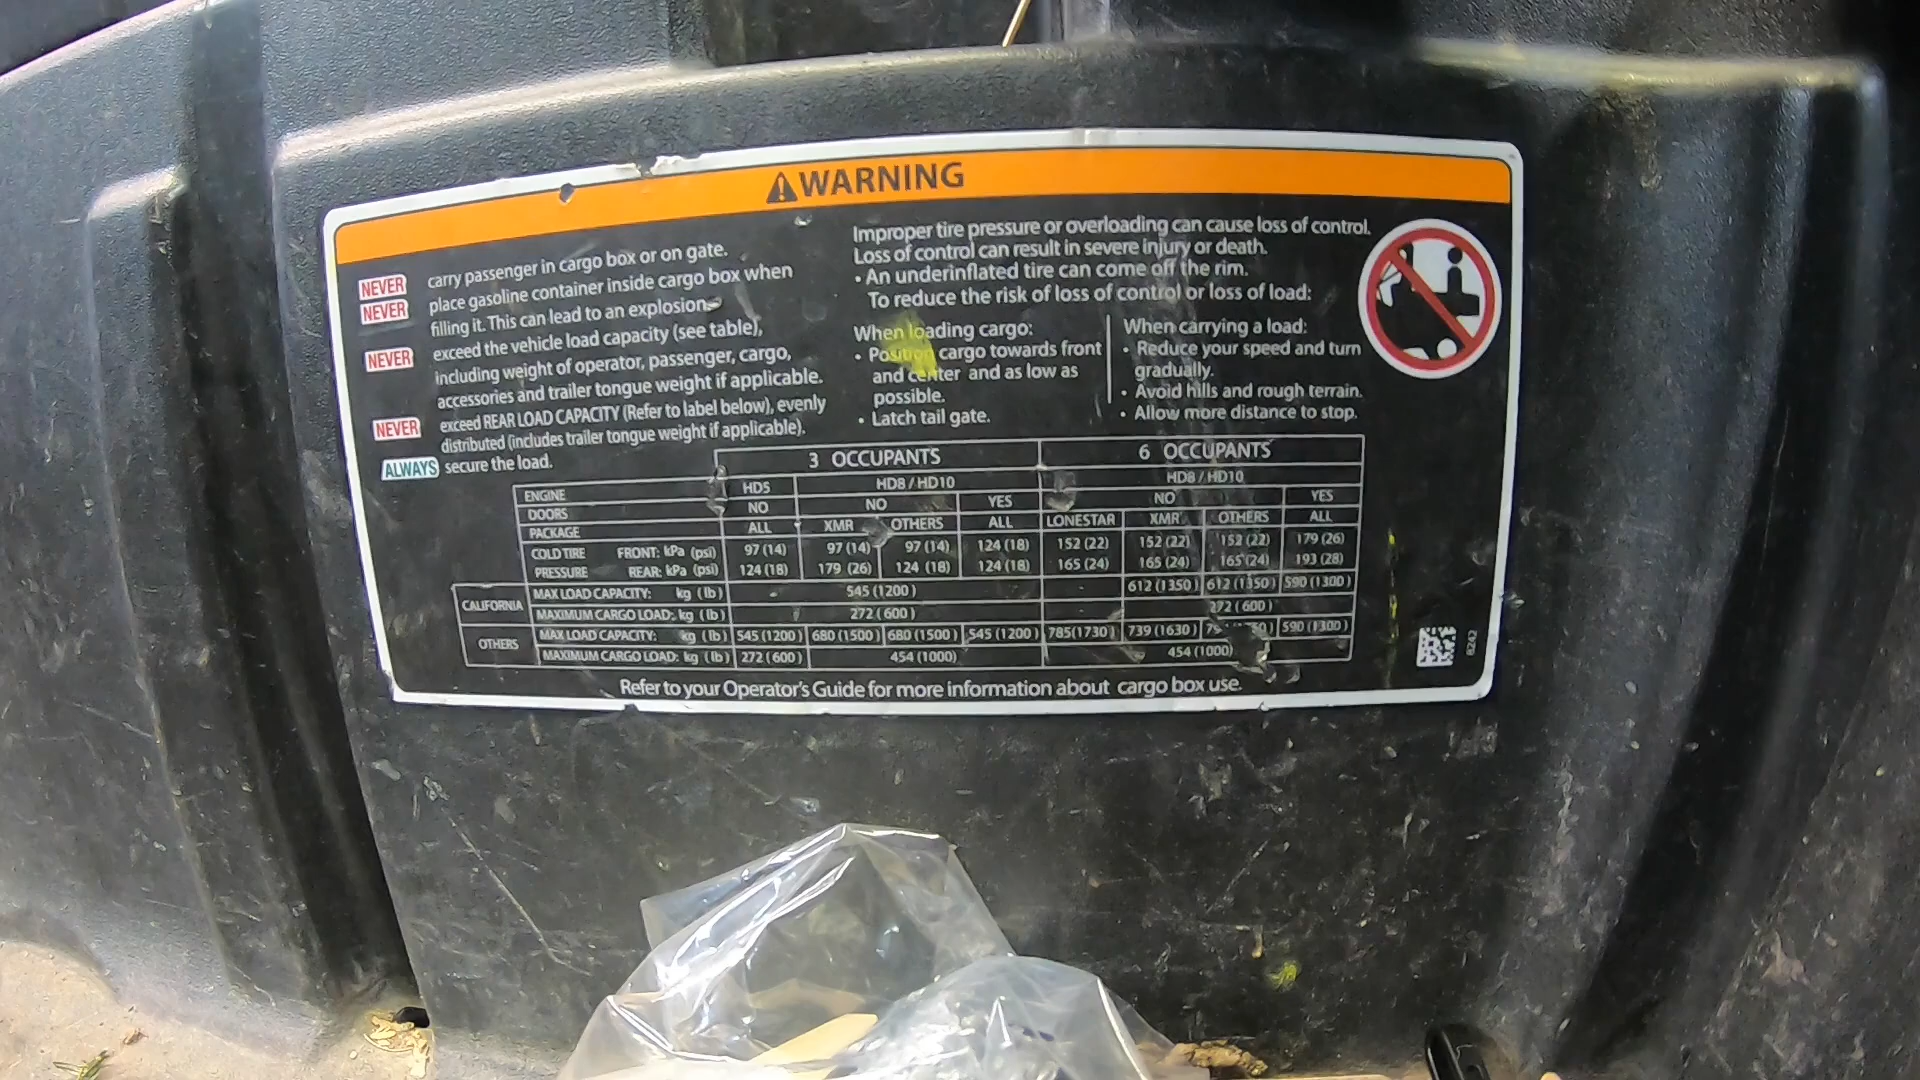 WARNING
NEVER carry passenger in cargo box or on gate.
NEVER place gasoline container inside cargo box when
filling it. This can lead to an explosion.
NEVER exceed the vehicle load capacity (see table),
including weight of operator, passenger, cargo,
accessories and trailer tongue weight if applicable.
NEVER exceed REAR LOAD CAPACITY (Refer to label below), evenly
distributed (includes trailer tongue weight if applicable).
ALWAYS secure the load.
Improper tire pressure or overloading can cause loss of control.
Loss of control can result in severe injury or death.
• An underinflated tire can come off the rim.
To reduce the risk of loss of control or loss of load:
When loading cargo:
• Position cargo towards front
and center and as low as
possible.
• Latch tail gate.
When carrying a load:
• Reduce your speed and turn
gradually.
• Avoid hills and rough terrain.
• Allow more distance to stop.
3 OCCUPANTS 6 OCCUPANTS
ENGINE HD5 HD8 / HD10 HD8 / HD10
DOORS NO NO YES NO YES
PACKAGE ALL XMR OTHERS ALL LONESTAR XMR OTHERS ALL
COLD TIRE FRONT: kPa (psi) 97 (14) 97 (14) 97 (14) 124 (18) 152 (22) 152 (22) 152 (22) 179 (26)
PRESSURE REAR: kPa (psi) 124 (18) 179 (26) 124 (18) 124 (18) 165 (24) 165 (24) 165 (24) 193 (28)
CALIFORNIA MAX LOAD CAPACITY: kg (lb) 545 (1200) - 612 (1350) 612 (1350) 590 (1300)
MAXIMUM CARGO LOAD: kg (lb) 272 (600) 272 (600)
OTHERS MAX LOAD CAPACITY: kg (lb) 545 (1200) 680 (1500) 680 (1500) 545 (1200) 785 (1730) 739 (1630) 590 (1300)
MAXIMUM CARGO LOAD: kg (lb) 272 (600) 454 (1000) 454 (1000)
Refer to your Operator's Guide for more information about cargo box use.
8242